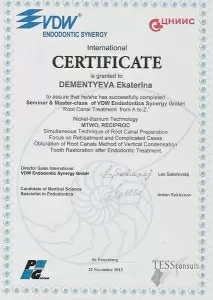 VDW
ENDODONTIC SYNERGY
ЦНИИС
International
CERTIFICATE
is granted to
DEMENTYEVA Ekaterina
to assure that he/she has successfully completed
Seminar & Master-class of VDW Endodontics Synergy GmbH
"Root Canal Treatment from A to Z."
Nickel-titanium Technology
MTWO, RECIPROC
Simultaneous Technique of Root Canal Preparation
Focus on Retreatment and Complicated Cases
Obturation of Root Canals Method of Vertical Condensation
Tooth Restoration after Endodontic Treatment
Director Sales International
VDW Endodontic Synergy GmbH
Candidate of Medical Science
Specialist in Endodontics
St. Petersburg
22 November 2013
TESS consult